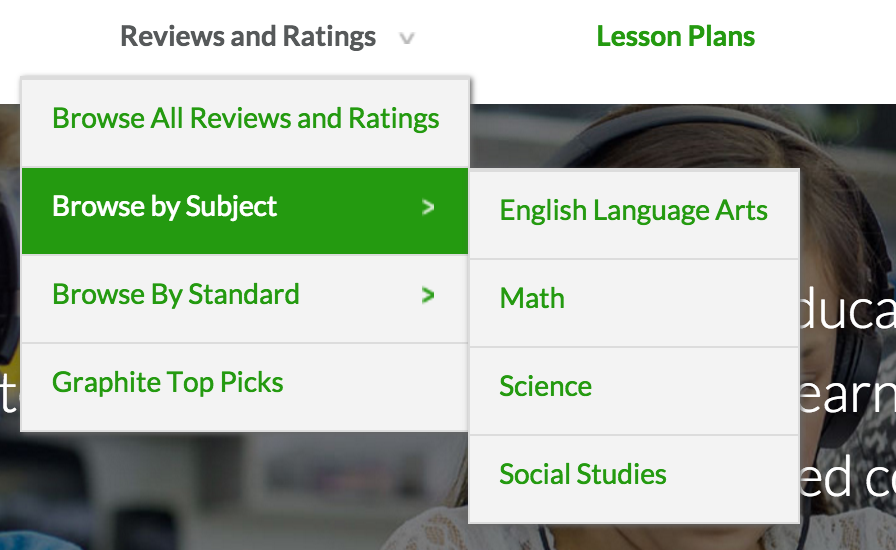 Reviews and Ratings
Lesson Plans
Browse All Reviews and Ratings
Browse by Subject >
Browse By Standard >
Graphite Top Picks
English Language Arts
Math
Science
Social Studies